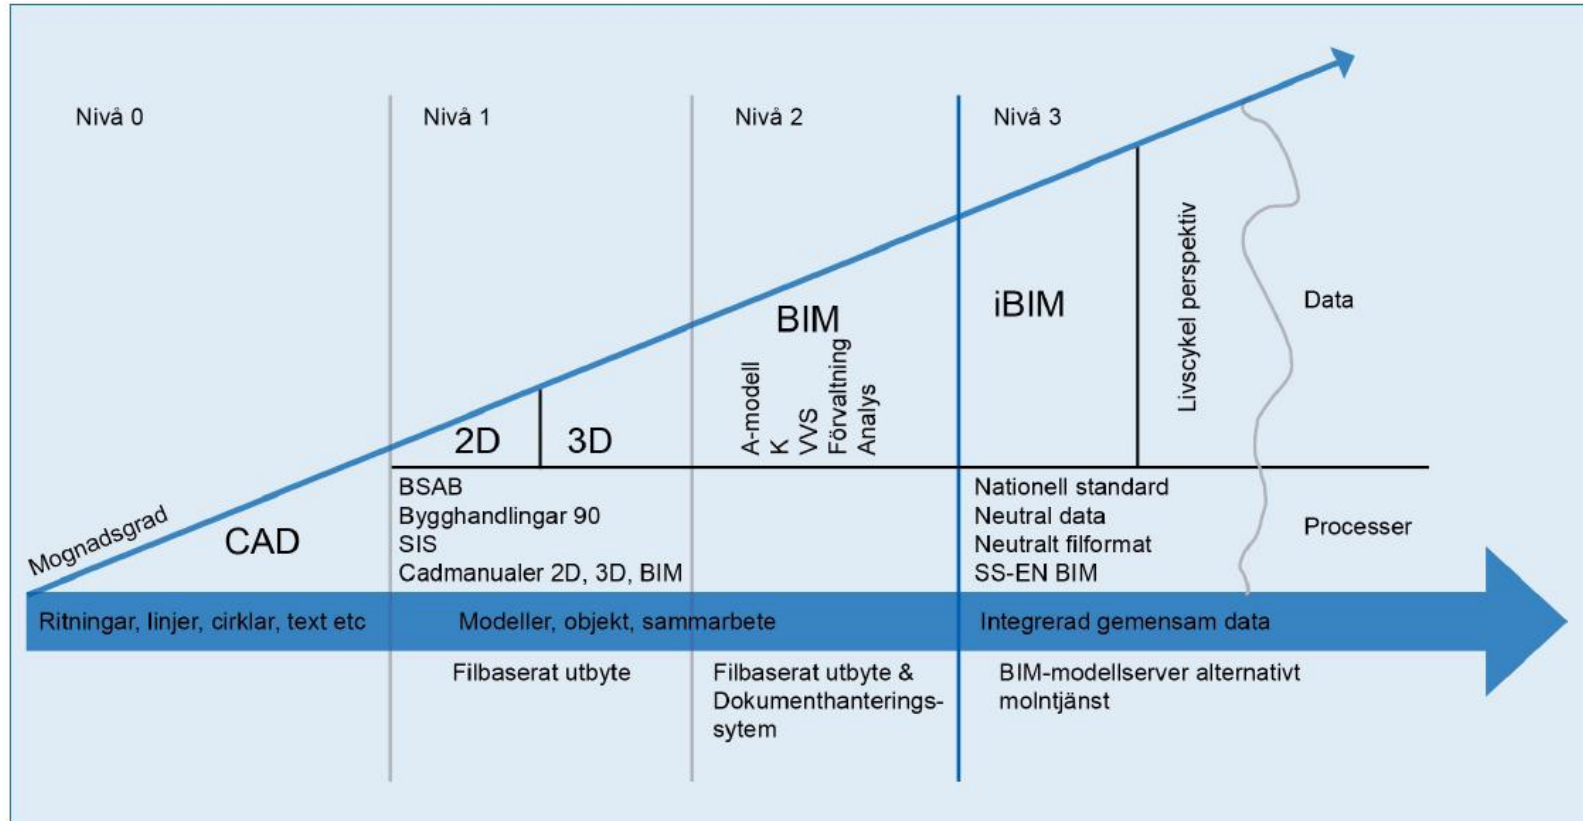 Nivå 0
Nivå 1
Nivå 2
Nivå 3
Mognadsgrad
CAD
2D
3D
BIM
A-modell
K
VVS
Förvaltning
Analys
iBIM
Livscykel perspektiv
Data
Processer
BSAB
Bygghandlingar 90
SIS
Cadmanualer 2D, 3D, BIM
Nationell standard
Neutral data
Neutralt filformat
SS-EN BIM
Ritningar, linjer, cirklar, text etc
Modeller, objekt, sammarbete
Integrerad gemensam data
Filbaserat utbyte
Filbaserat utbyte &
Dokumenthanterings-
sytem
BIM-modellserver alternativt
molntjänst